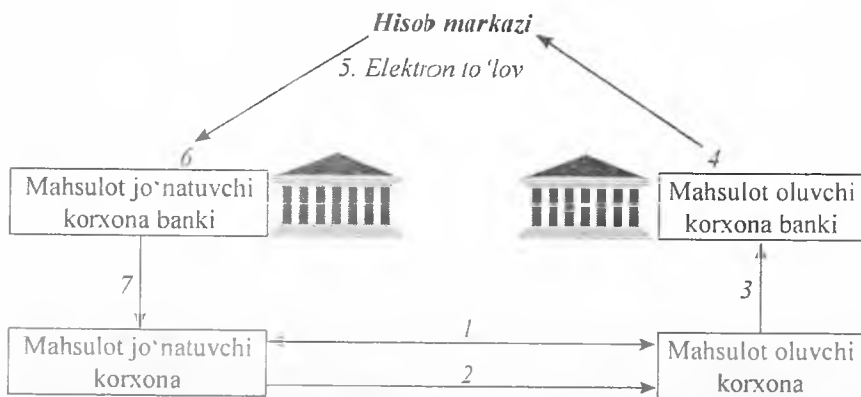 Hisob markazi
5. Elektron to‘lov
6
4
Mahsulot jo‘natuvchi
korxona banki
Mahsulot oluvchi
korxona banki
7
3
1
Mahsulot jo‘natuvchi
korxona
Mahsulot oluvchi
korxona
2